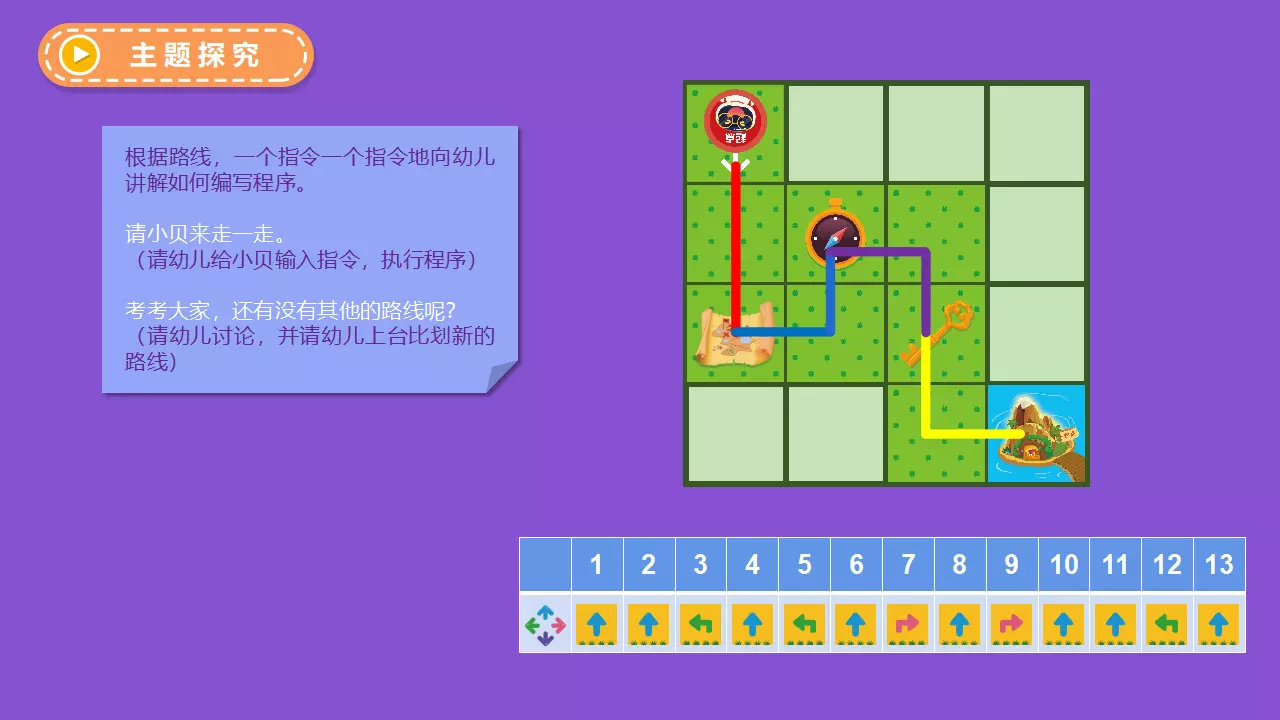 主题探究
根据路线，一个指令一个指令地向幼儿
讲解如何编写程序。
请小贝来走一走。
（请幼儿给小贝输入指令，执行程序）
考考大家，还有没有其他的路线呢？
（请幼儿讨论，并请幼儿上台比划新的
路线）
1 2 3 4 5 6 7 8 9 10 11 12 13